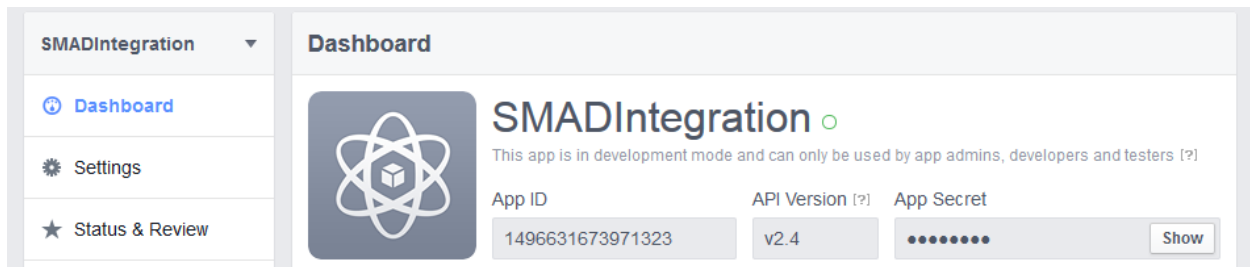 SMADIntegration
Dashboard
Settings
Status & Review
Dashboard
SMADIntegration
This app is in development mode and can only be used by app admins, developers and testers [?]
App ID
API Version [?]
App Secret
1496631673971323
v2.4
●●●●●●●●
Show